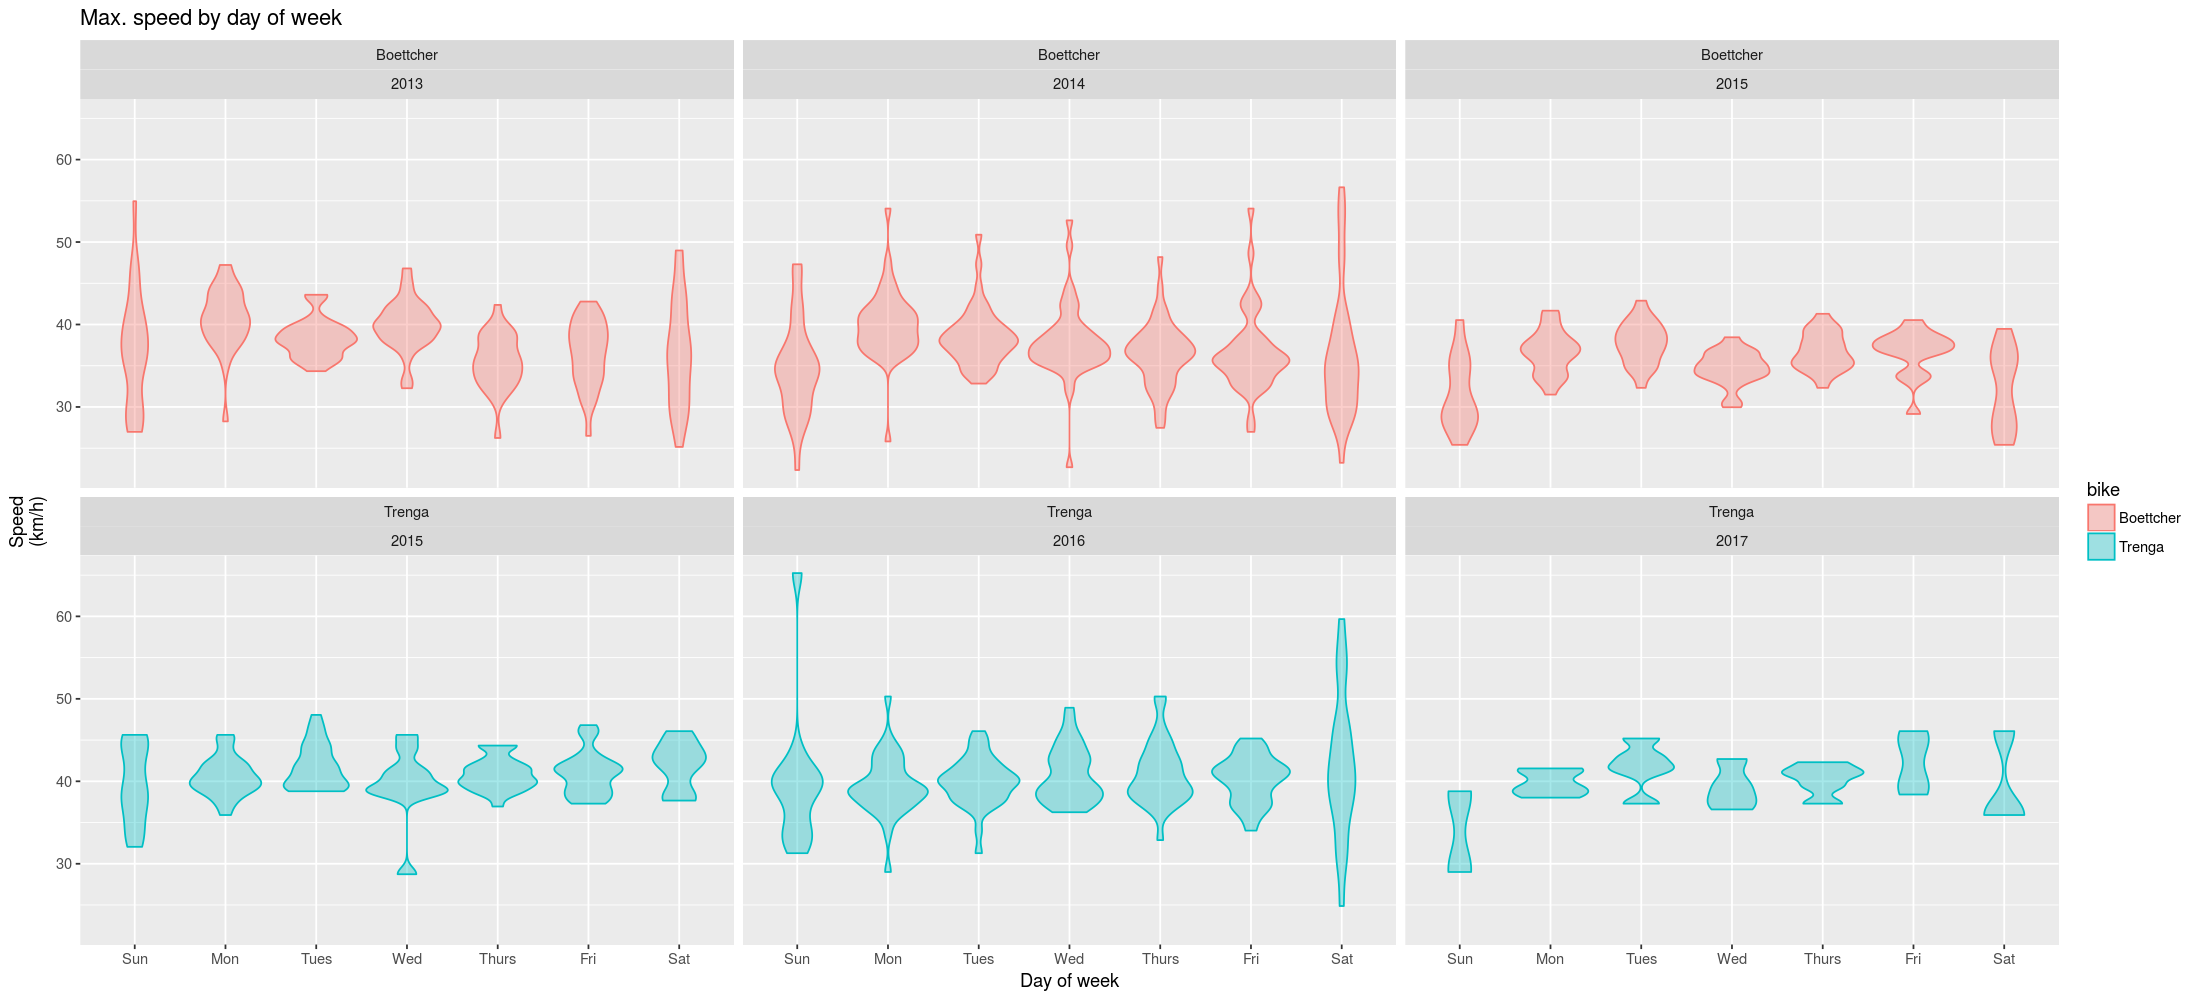 Max. speed by day of week
Boettcher
2013
Boettcher
2014
Boettcher
2015
60
50
40
30
Trenga
2015
Trenga
2016
Trenga
2017
60
50
40
30
Speed
(km/h)
Sun Mon Tues Wed Thurs Fri Sat
Sun Mon Tues Wed Thurs Fri Sat
Sun Mon Tues Wed Thurs Fri Sat
Day of week
bike
Boettcher
Trenga